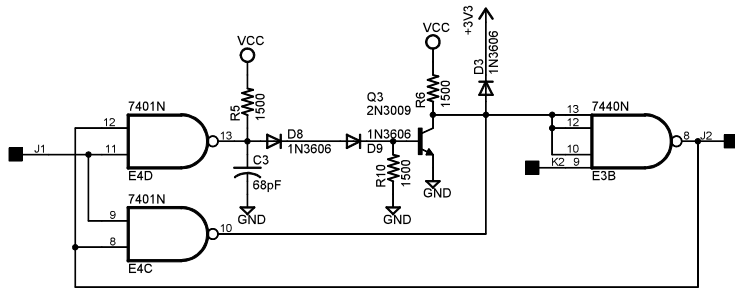 +3V3
VCC
VCC
D3
1N3606
7401N
R5
1500
Q3
2N3009
R6
1500
7440N
12
13
D8
1N3606
1N3606
D9
13
12
8
J2
J1
11
C3
68pF
R10
1500
10
K2
9
E4D
E3B
7401N
GND
GND
GND
9
10
8
E4C